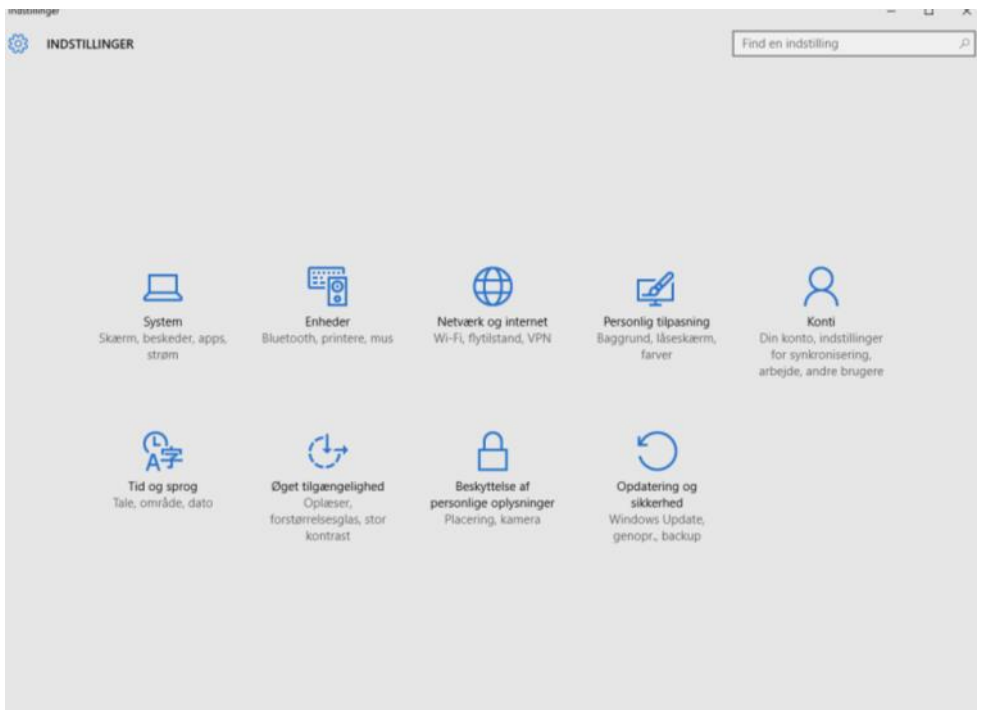 Indstillinger
INDSTILLINGER
Find en indstilling
System
Skærm, beskeder, apps,
strøm
Enheder
Bluetooth, printere, mus
Netværk og internet
Wi-Fi, flytilstand, VPN
Personlig tilpasning
Baggrund, låseskærm,
farver
Konti
Din konto, indstillinger
for synkronisering,
arbejde, andre brugere
Tid og sprog
Tale, område, dato
Øget tilgængelighed
Oplæser,
forstørrelsesglas, stor
kontrast
Beskyttelse af
personlige oplysninger
Placering, kamera
Opdatering og
sikkerhed
Windows Update,
genopr., backup